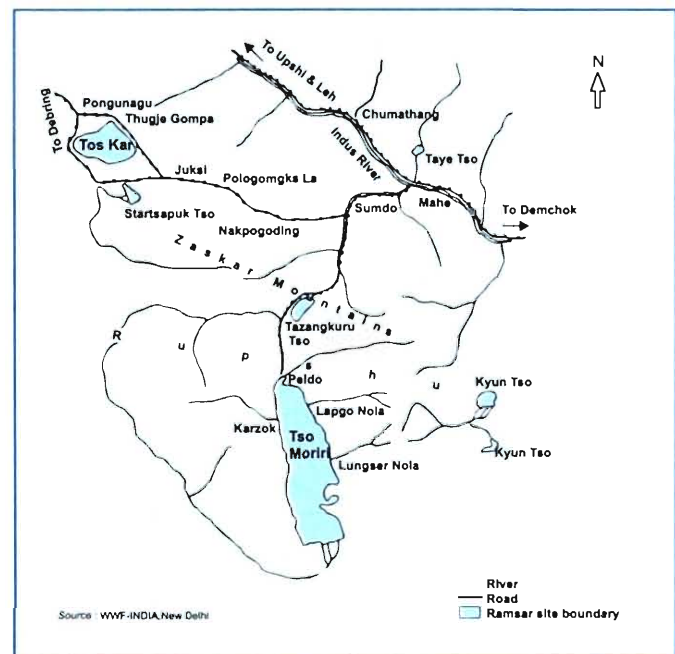 To Upshi & Leh
N
Pongunagu
Thugje Gompa
Chumathang
To Debring
Tos Kar
Indus River
Taye Tso
Juksi
Pologomgks La
Startsapuk Tso
Sumdo
Mahe
To Demchok
Nakpogoding
Zaskar Mountains
Tazangkuru
Tso
R u p s h u
Peldo
Kyun Tso
Karzok
Lapgo Nola
Tso
Moriri
Kyun Tso
Lungser Nola
River
Road
Ramsar site boundary
Source : WWF-INDIA, New Delhi